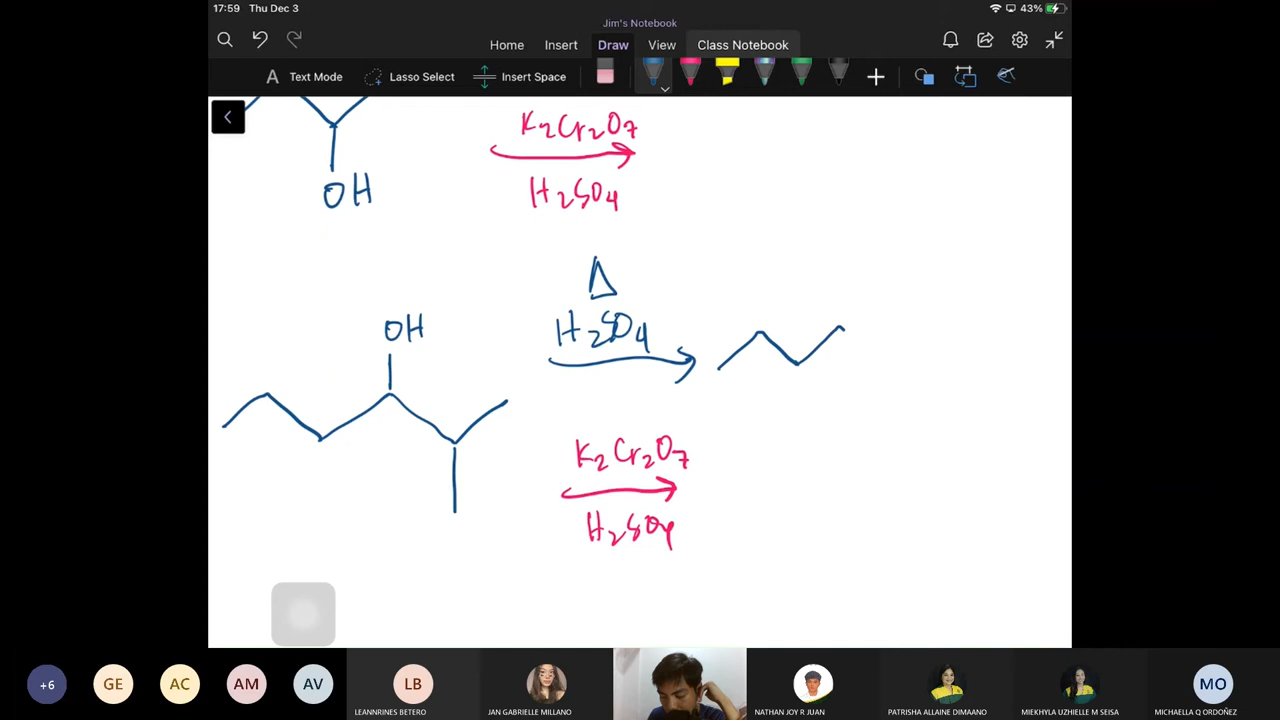 17:59 Thu Dec 3
43%
Jim's Notebook
Home Insert Draw View Class Notebook
Text Mode Lasso Select Insert Space
K2Cr2O7
H2SO4
OH
Δ
H2SO4
OH
K2Cr2O7
H2SO4
+6 GE AC AM AV LB MO
LEANNRINES BETERO JAN GABRIELLE MILLANO NATHAN JOY R JUAN PATRISHA ALLAINE DIMAANO MIEKHYLA UZHIELLE M SEISA MICHAELLA Q ORDOÑEZ